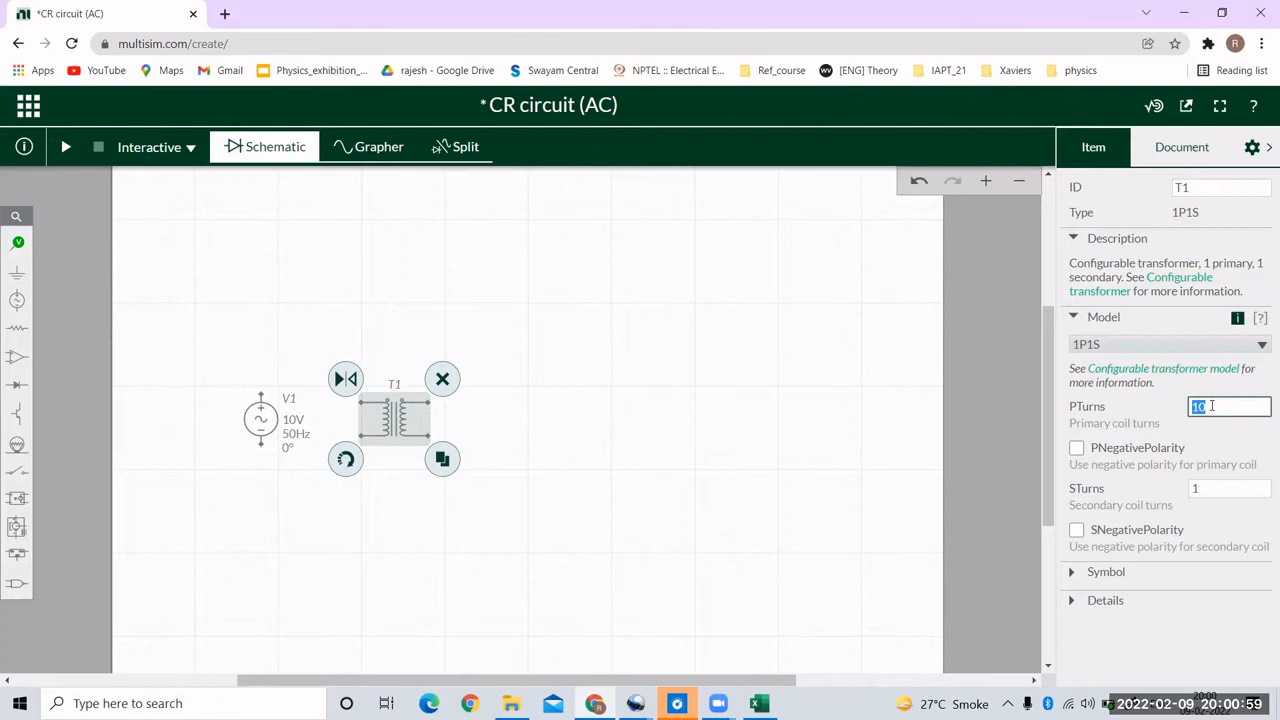 *CR circuit (AC)
multisim.com/create/
R
Apps
YouTube
Maps
Gmail
Physics_exhibition_...
rajesh - Google Drive
Swayam Central
NPTEL :: Electrical E...
Ref_course
[ENG] Theory
IAPT_21
Xaviers
physics
Reading list
*CR circuit (AC)
?
Interactive
Schematic
Grapher
Split
Item
Document
ID
T1
Type
1P1S
Description
Configurable transformer, 1 primary, 1
secondary. See Configurable
transformer for more information.
Model
i
[?]
1P1S
See Configurable transformer model for
more information.
PTurns
10
Primary coil turns
PNegativePolarity
Use negative polarity for primary coil
STurns
1
Secondary coil turns
SNegativePolarity
Use negative polarity for secondary coil
Symbol
Details
V
V1
10V
50Hz
0°
T1
Type here to search
27°C Smoke
20:00
2022-02-09 20:00:59